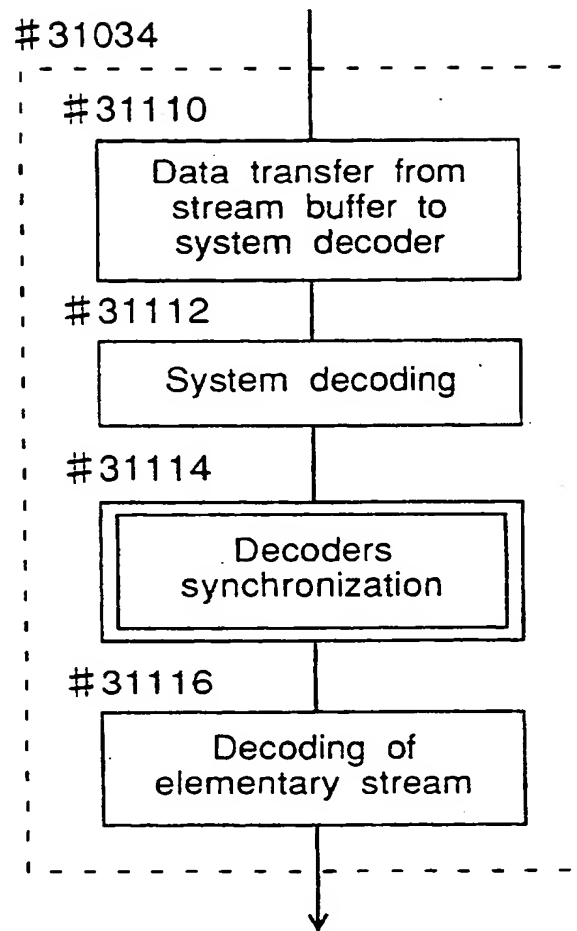 #31034
#31110
Data transfer from
stream buffer to
system decoder
#31112
System decoding
#31114
Decoders
synchronization
#31116
Decoding of
elementary stream